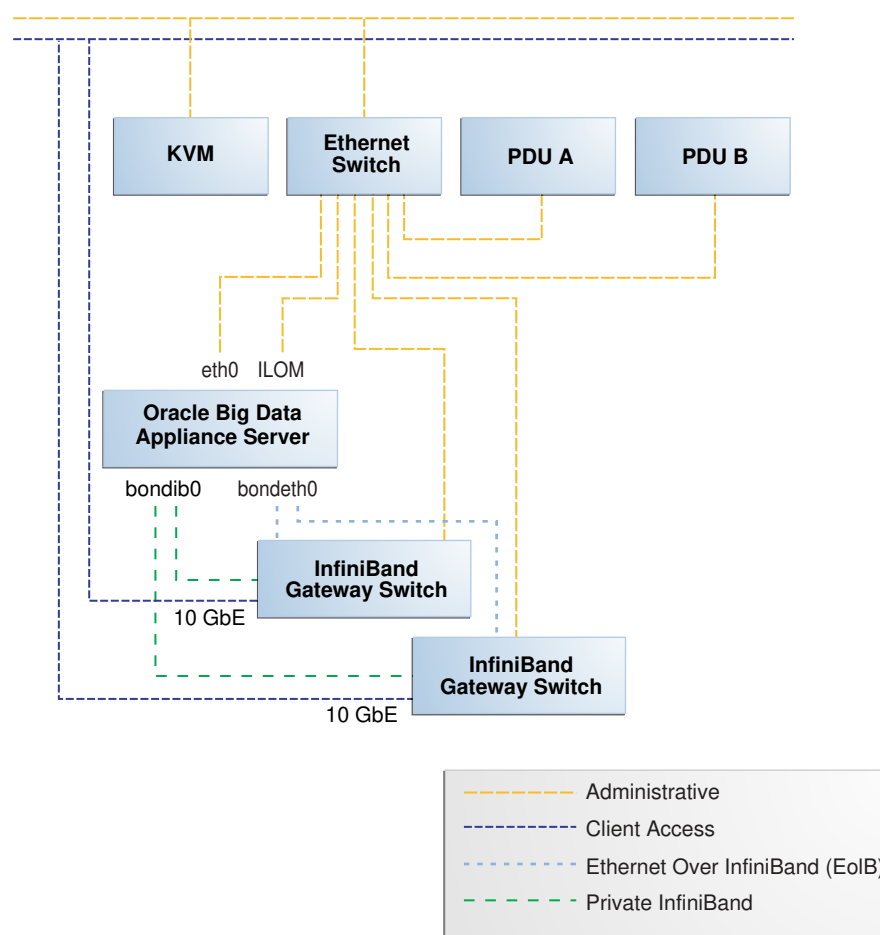 KVM
Ethernet
Switch
PDU A
PDU B
eth0
ILOM
Oracle Big Data
Appliance Server
bondib0
bondeth0
InfiniBand
Gateway Switch
10 GbE
InfiniBand
Gateway Switch
10 GbE
Administrative
Client Access
Ethernet Over InfiniBand (EoIB)
Private InfiniBand